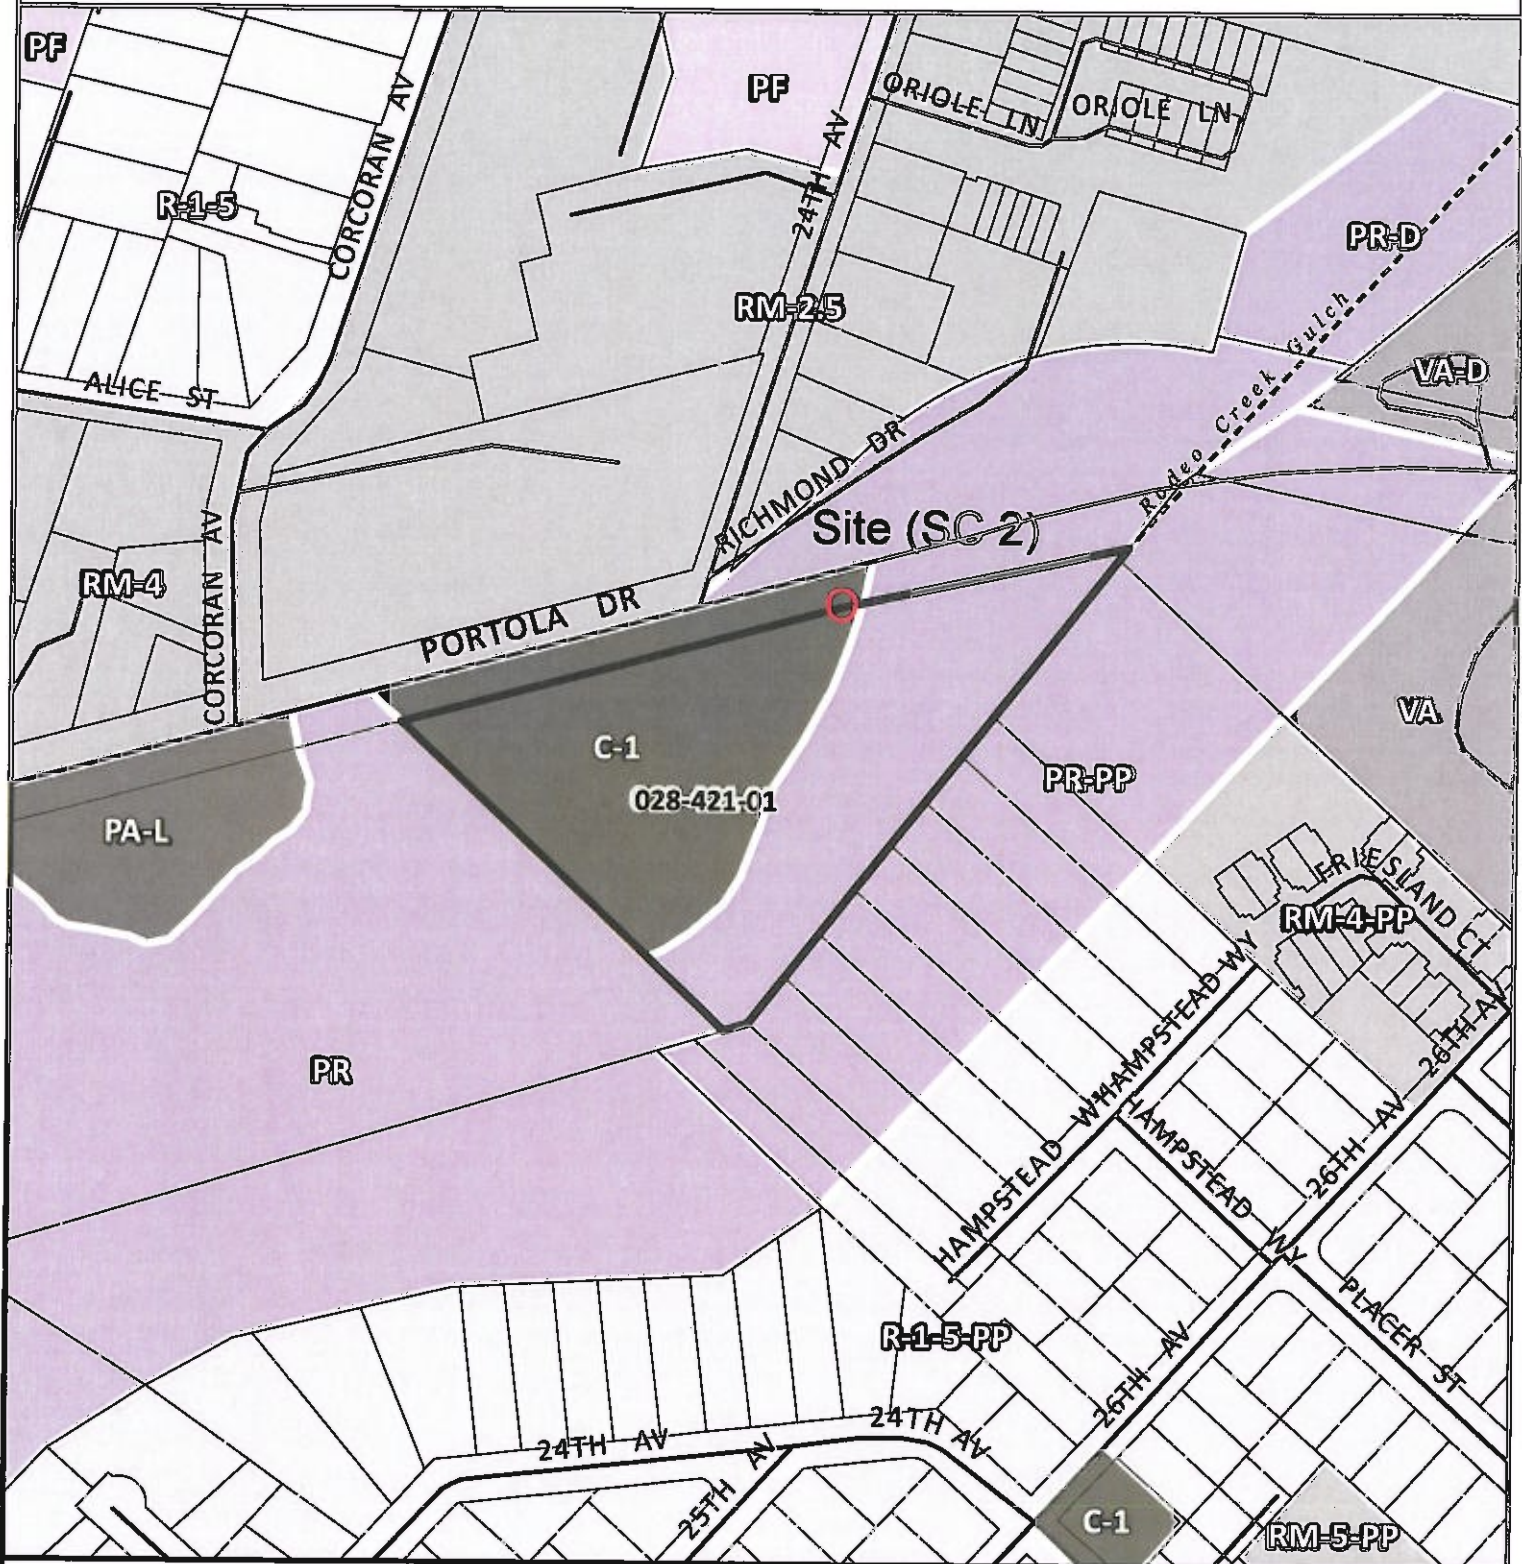 PF
PF
ORIOLE LN
ORIOLE LN
CORCORAN AV
24TH AV
R-1-5
PR-D
RM-2.5
Rodeo Creek Gulch
VA-D
ALICE ST
RICHMOND DR
Site (SC 2)
CORCORAN AV
RM-4
PORTOLA DR
VA
C-1
PR-PP
028-421-01
PA-L
FRIESLAND CT
RM-4-PP
HAMPSTEAD WY
26TH A
PR
HAMPSTEAD W
HAMPSTEAD WY
26TH AV
PLACER ST
R-1-5-PP
26TH AV
24TH AV
24TH AV
25TH AV
C-1
RM-5-PP